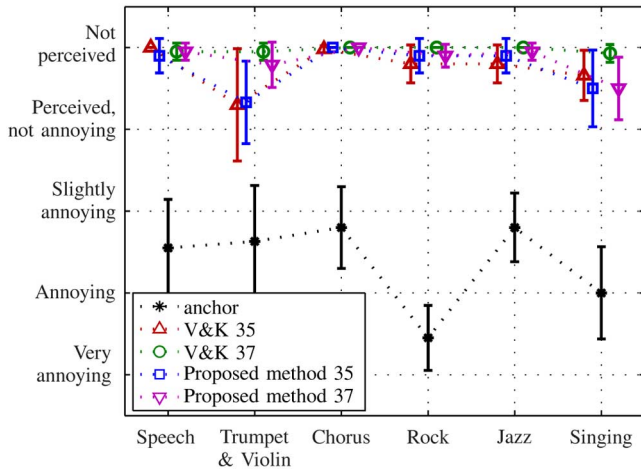 Not
perceived
Perceived,
not annoying
Slightly
annoying
Annoying
Very
annoying
anchor
V&K 35
V&K 37
Proposed method 35
Proposed method 37
Speech
Trumpet
& Violin
Chorus
Rock
Jazz
Singing